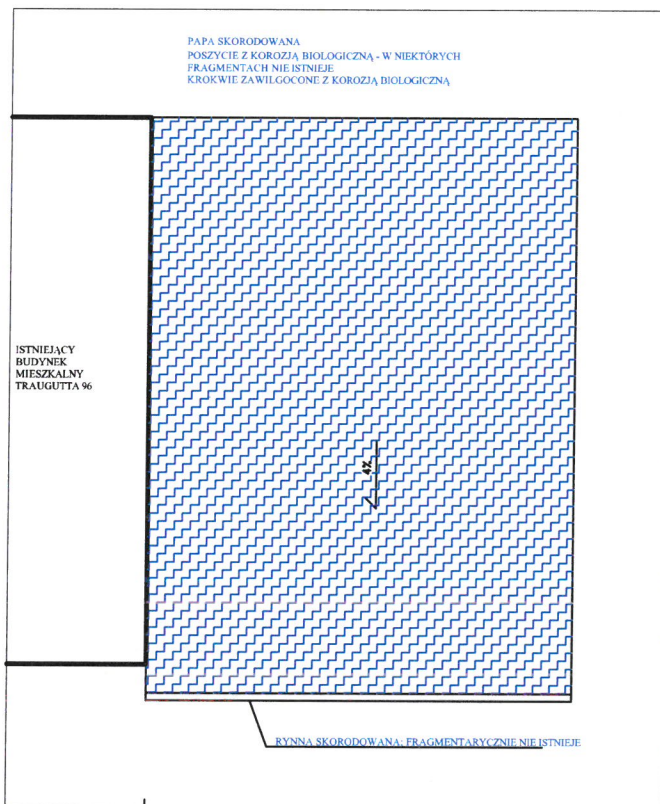 PAPA SKORODOWANA
POSZYCIE Z KOROZJĄ BIOLOGICZNĄ - W NIEKTÓRYCH
FRAGMENTACH NIE ISTNIEJE
KROKWIE ZAWILGOCONE Z KOROZJĄ BIOLOGICZNĄ
ISTNIEJĄCY
BUDYNEK
MIESZKALNY
TRAUGUTTA 96
4%
RYNNA SKORODOWANA; FRAGMENTARYCZNIE NIE ISTNIEJE